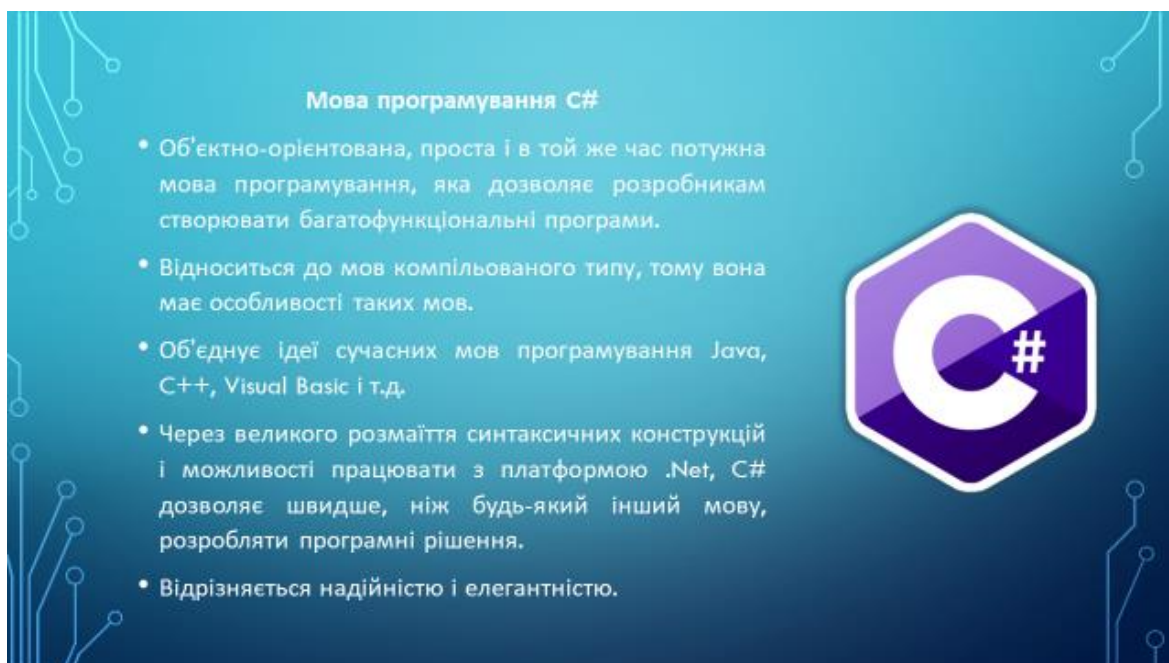 Мова програмування C#
• Об'єктно-орієнтована, проста і в той же час потужна
мова програмування, яка дозволяє розробникам
створювати багатофункціональні програми.
• Відноситься до мов компільованого типу, тому вона
має особливості таких мов.
• Об'єднує ідеї сучасних мов програмування Java,
C++, Visual Basic і т.д.
• Через великого розмаїття синтаксичних конструкцій
і можливості працювати з платформою .Net, C#
дозволяє швидше, ніж будь-який інший мову,
розробляти програмні рішення.
• Відрізняється надійністю і елегантністю.
C#